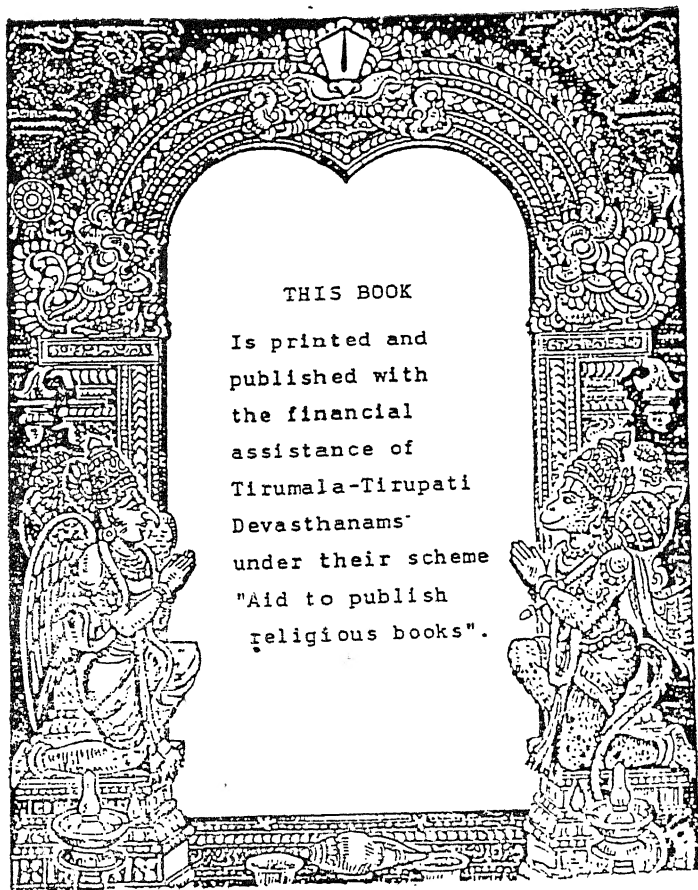 THIS BOOK
Is printed and
published with
the financial
assistance of
Tirumala-Tirupati
Devasthanams
under their scheme
"Aid to publish
religious books".